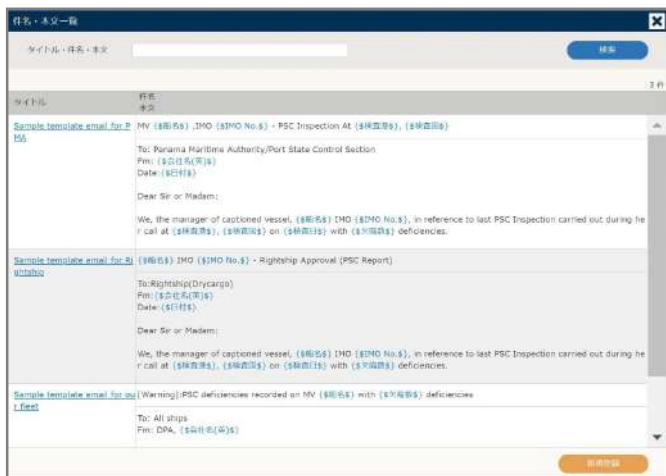 件名・本文一覧
タイトル・件名・本文
検索
3 件
タイトル
件名
本文
Sample template email for P
MA
MV {$船名$} ,IMO {$IMO No.$} - PSC Inspection At {$検査港$}, {$検査国$}
To: Panama Maritime Authority/Port State Control Section
Fm: {$会社名(英)$}
Date: {$日付$}
Dear Sir or Madam;
We, the manager of captioned vessel, {$船名$} IMO {$IMO No.$}, in reference to last PSC Inspection carried out during he
r call at {$検査港$}, {$検査国$} on {$検査日$} with {$欠陥数$} deficiencies.
Sample template email for Ri
ghtship
{$船名$} IMO {$IMO No.$} - Rightship Approval (PSC Report)
To:Rightship(Drycargo)
Fm: {$会社名(英)$}
Date: {$日付$}
Dear Sir or Madam;
We, the manager of captioned vessel, {$船名$} IMO {$IMO No.$}, in reference to last PSC Inspection carried out during he
r call at {$検査港$}, {$検査国$} on {$検査日$} with {$欠陥数$} deficiencies.
Sample template email for ou
r fleet
[Warning]:PSC deficiencies recorded on MV {$船名$} with {$欠陥数$} deficiencies
To: All ships
Fm: DPA, {$会社名(英)$}
新規登録